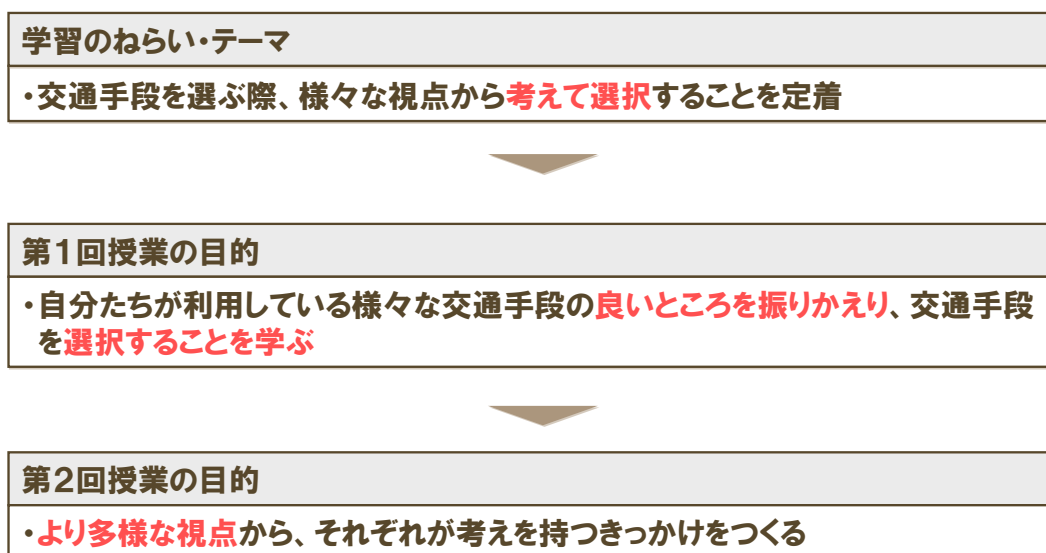 学習のねらい・テーマ
・交通手段を選ぶ際、様々な視点から考えて選択することを定着
第１回授業の目的
・自分たちが利用している様々な交通手段の良いところを振りかえり、交通手段
を選択することを学ぶ
第２回授業の目的
・より多様な視点から、それぞれが考えを持つきっかけをつくる